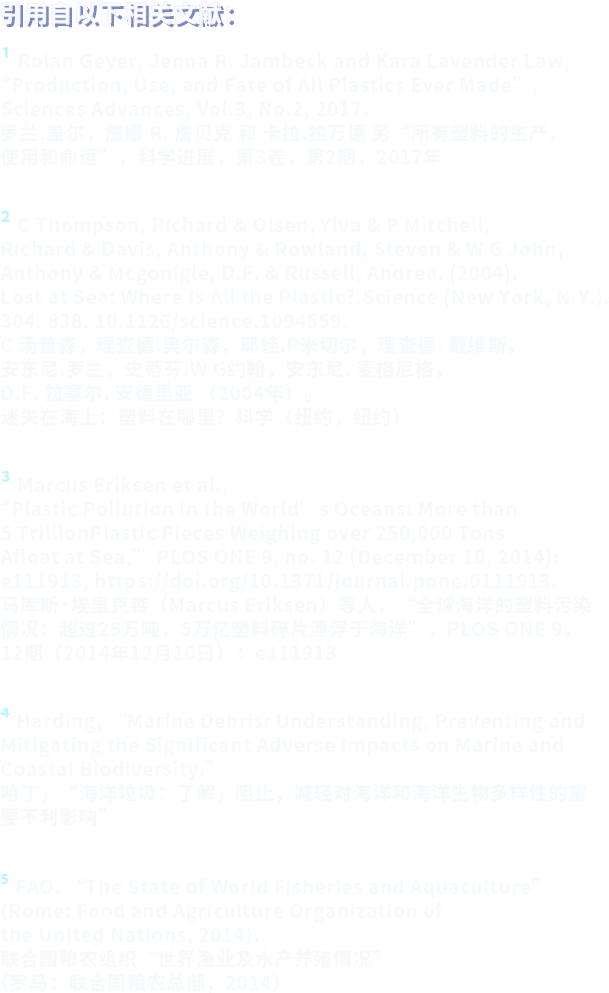 引用自以下相关文献：
1 Rolan Geyer, Jenna R. Jambeck and Kara Lavender Law,
“Production, Use, and Fate of All Plastics Ever Made”，
Sciences Advances, Vol.3, No.2, 2017.
罗兰.盖尔，詹娜 R. 詹贝克 和 卡拉.拉万德 劳“所有塑料的生产，
使用和命运”，科学进展，第3卷，第2期，2017年
2 C Thompson, Richard & Olsen, Ylva & P Mitchell,
Richard & Davis, Anthony & Rowland, Steven & W G John,
Anthony & Mcgonigle, D.F. & Russell, Andrea. (2004).
Lost at Sea: Where Is All the Plastic?.Science (New York, N.Y.).
304. 838. 10.1126/science.1094559.
C 汤普森，理查德.奥尔森，耶娃.P米切尔，理查德. 戴维斯，
安东尼.罗兰，史蒂芬.W G约翰，安东尼. 麦格尼格，
D.F. 拉塞尔. 安德里亚 （2004年）。
迷失在海上：塑料在哪里？科学（纽约，纽约）
3 Marcus Eriksen et al.,
“Plastic Pollution in the World’s Oceans: More than
5 TrillionPlastic Pieces Weighing over 250,000 Tons
Afloat at Sea,” PLOS ONE 9, no. 12 (December 10, 2014):
e111913, https://doi.org/10.1371/journal.pone.0111913.
马库斯·埃里克森（Marcus Eriksen）等人，“全球海洋的塑料污染
情况：超过25万吨，5万亿塑料碎片漂浮于海洋”，PLOS ONE 9，
12期（2014年12月10日）：e111913
4 Harding, “Marine Debris: Understanding, Preventing and
Mitigating the Significant Adverse Impacts on Marine and
Coastal Biodiversity.”
哈丁，“海洋垃圾：了解，阻止，减轻对海洋和海洋生物多样性的重
要不利影响”
5 FAO, “The State of World Fisheries and Aquaculture”
(Rome: Food and Agriculture Organization of
the United Nations, 2014).
联合国粮农组织“世界渔业及水产养殖情况”
(罗马：联合国粮农总部，2014）